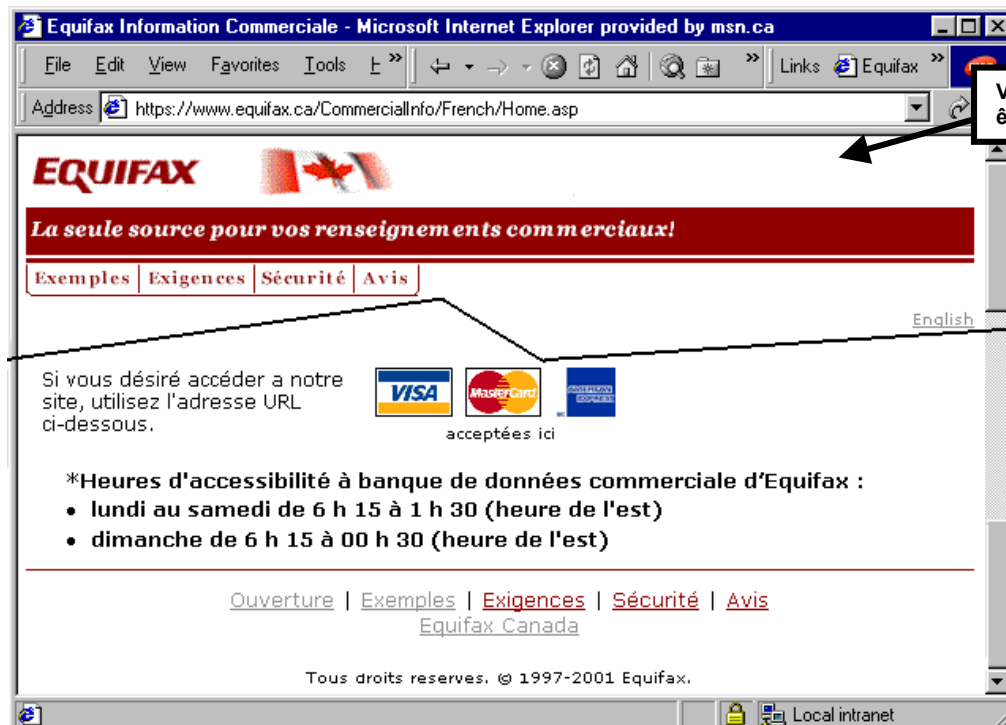 Equifax Information Commerciale - Microsoft Internet Explorer provided by msn.ca
File Edit View Favorites Tools Links Equifax
Address https://www.equifax.ca/CommercialInfo/French/Home.asp
EQUIFAX
La seule source pour vos renseignements commerciaux!
Exemples Exigences Sécurité Avis
English
Si vous désiré accéder a notre
site, utilisez l'adresse URL
ci-dessous.
VISA MasterCard AMERICAN EXPRESS
acceptées ici
*Heures d'accessibilité à banque de données commerciale d’Equifax :
• lundi au samedi de 6 h 15 à 1 h 30 (heure de l'est)
• dimanche de 6 h 15 à 00 h 30 (heure de l'est)
Ouverture | Exemples | Exigences | Sécurité | Avis
Equifax Canada
Tous droits reserves. © 1997-2001 Equifax.
Local intranet